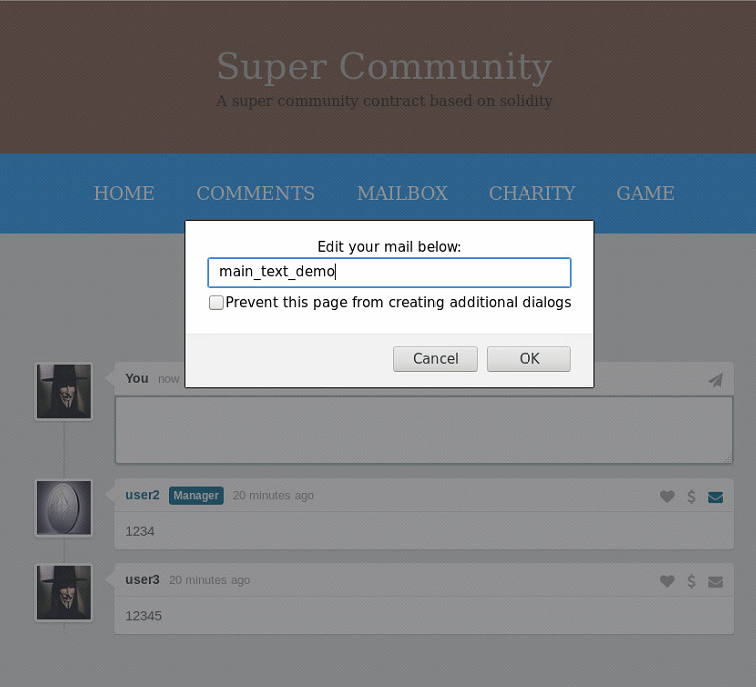 Super Community
A super community contract based on solidity
HOME COMMENTS MAILBOX CHARITY GAME
Edit your mail below:
main_text_demo
Prevent this page from creating additional dialogs
Cancel OK
You now
user2 Manager 20 minutes ago
1234
user3 20 minutes ago
12345